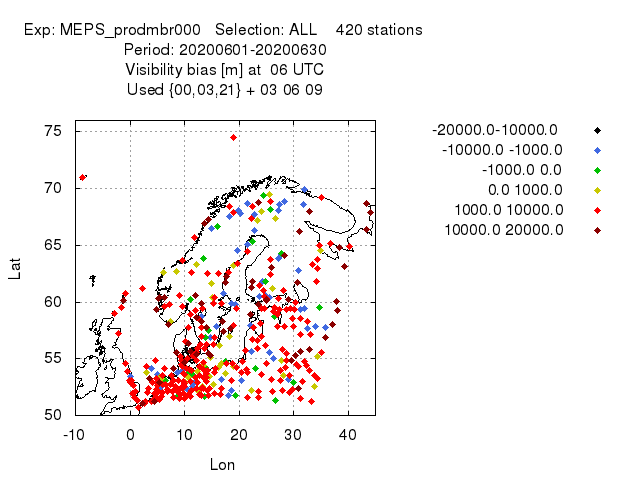 Exp: MEPS_prodmbr000 Selection: ALL 420 stations
Period: 20200601-20200630
Visibility bias [m] at 06 UTC
Used {00,03,21} + 03 06 09
-20000.0-10000.0
-10000.0 -1000.0
-1000.0 0.0
0.0 1000.0
1000.0 10000.0
10000.0 20000.0
75
70
65
60
55
50
Lat
-10 0 10 20 30 40
Lon